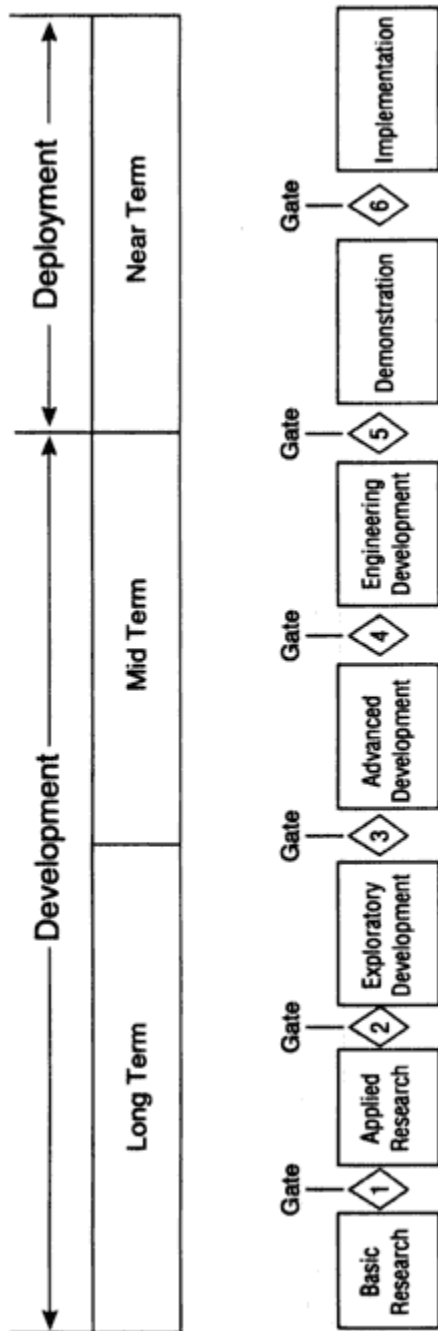 Development
Deployment
Long Term
Mid Term
Near Term
Gate
Gate
Gate
Gate
Gate
Gate
Basic
Research
1
Applied
Research
2
Exploratory
Development
3
Advanced
Development
4
Engineering
Development
5
Demonstration
6
Implementation